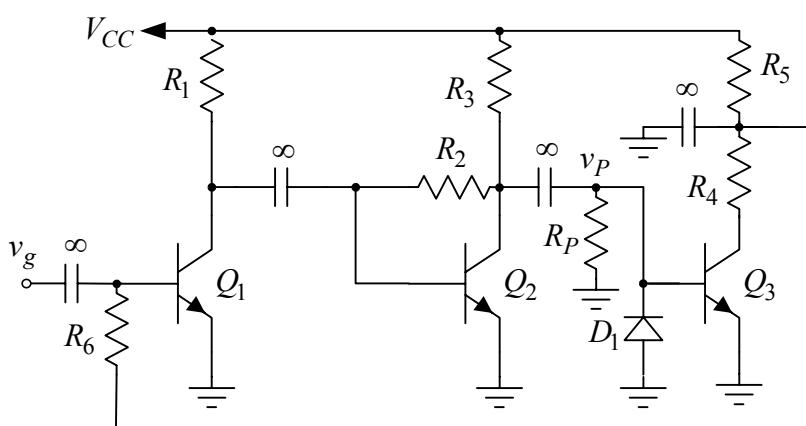 V_CC
R_1
R_3
R_5
∞
∞
R_2
∞
v_P
R_4
v_g
∞
R_P
Q_1
Q_2
Q_3
R_6
D_1